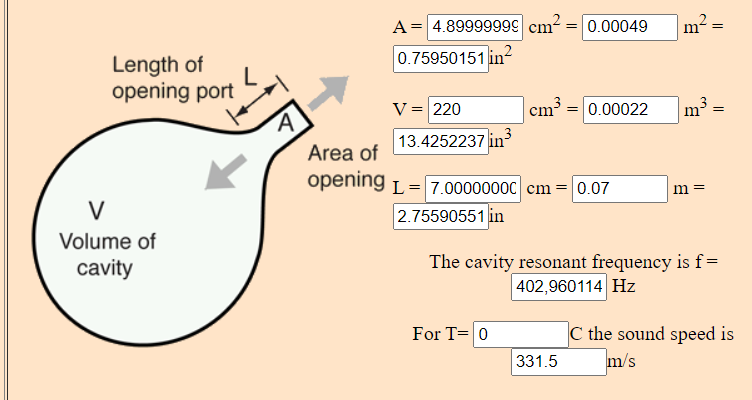 Length of
opening port
L
A
Area of
opening
V
Volume of
cavity
A = 4.89999999 cm² = 0.00049 m² =
0.75950151 in²
V = 220 cm³ = 0.00022 m³ =
13.4252237 in³
L = 7.00000000 cm = 0.07 m =
2.75590551 in
The cavity resonant frequency is f =
402,960114 Hz
For T= 0 C the sound speed is
331.5 m/s